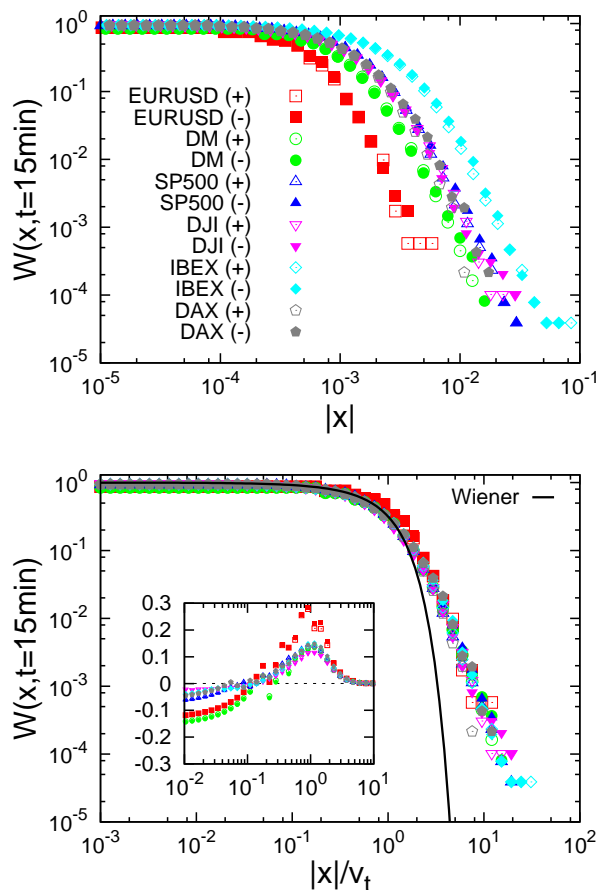 10^0
10^-1
10^-2
10^-3
10^-4
10^-5
W(x,t=15min)
EURUSD (+)
EURUSD (-)
DM (+)
DM (-)
SP500 (+)
SP500 (-)
DJI (+)
DJI (-)
IBEX (+)
IBEX (-)
DAX (+)
DAX (-)
10^-5 10^-4 10^-3 10^-2 10^-1
|x|
10^0
10^-1
10^-2
10^-3
10^-4
10^-5
W(x,t=15min)
Wiener
0.3
0.2
0.1
0
-0.1
-0.2
-0.3
10^-2 10^-1 10^0 10^1
10^-3 10^-2 10^-1 10^0 10^1 10^2
|x|/v_t